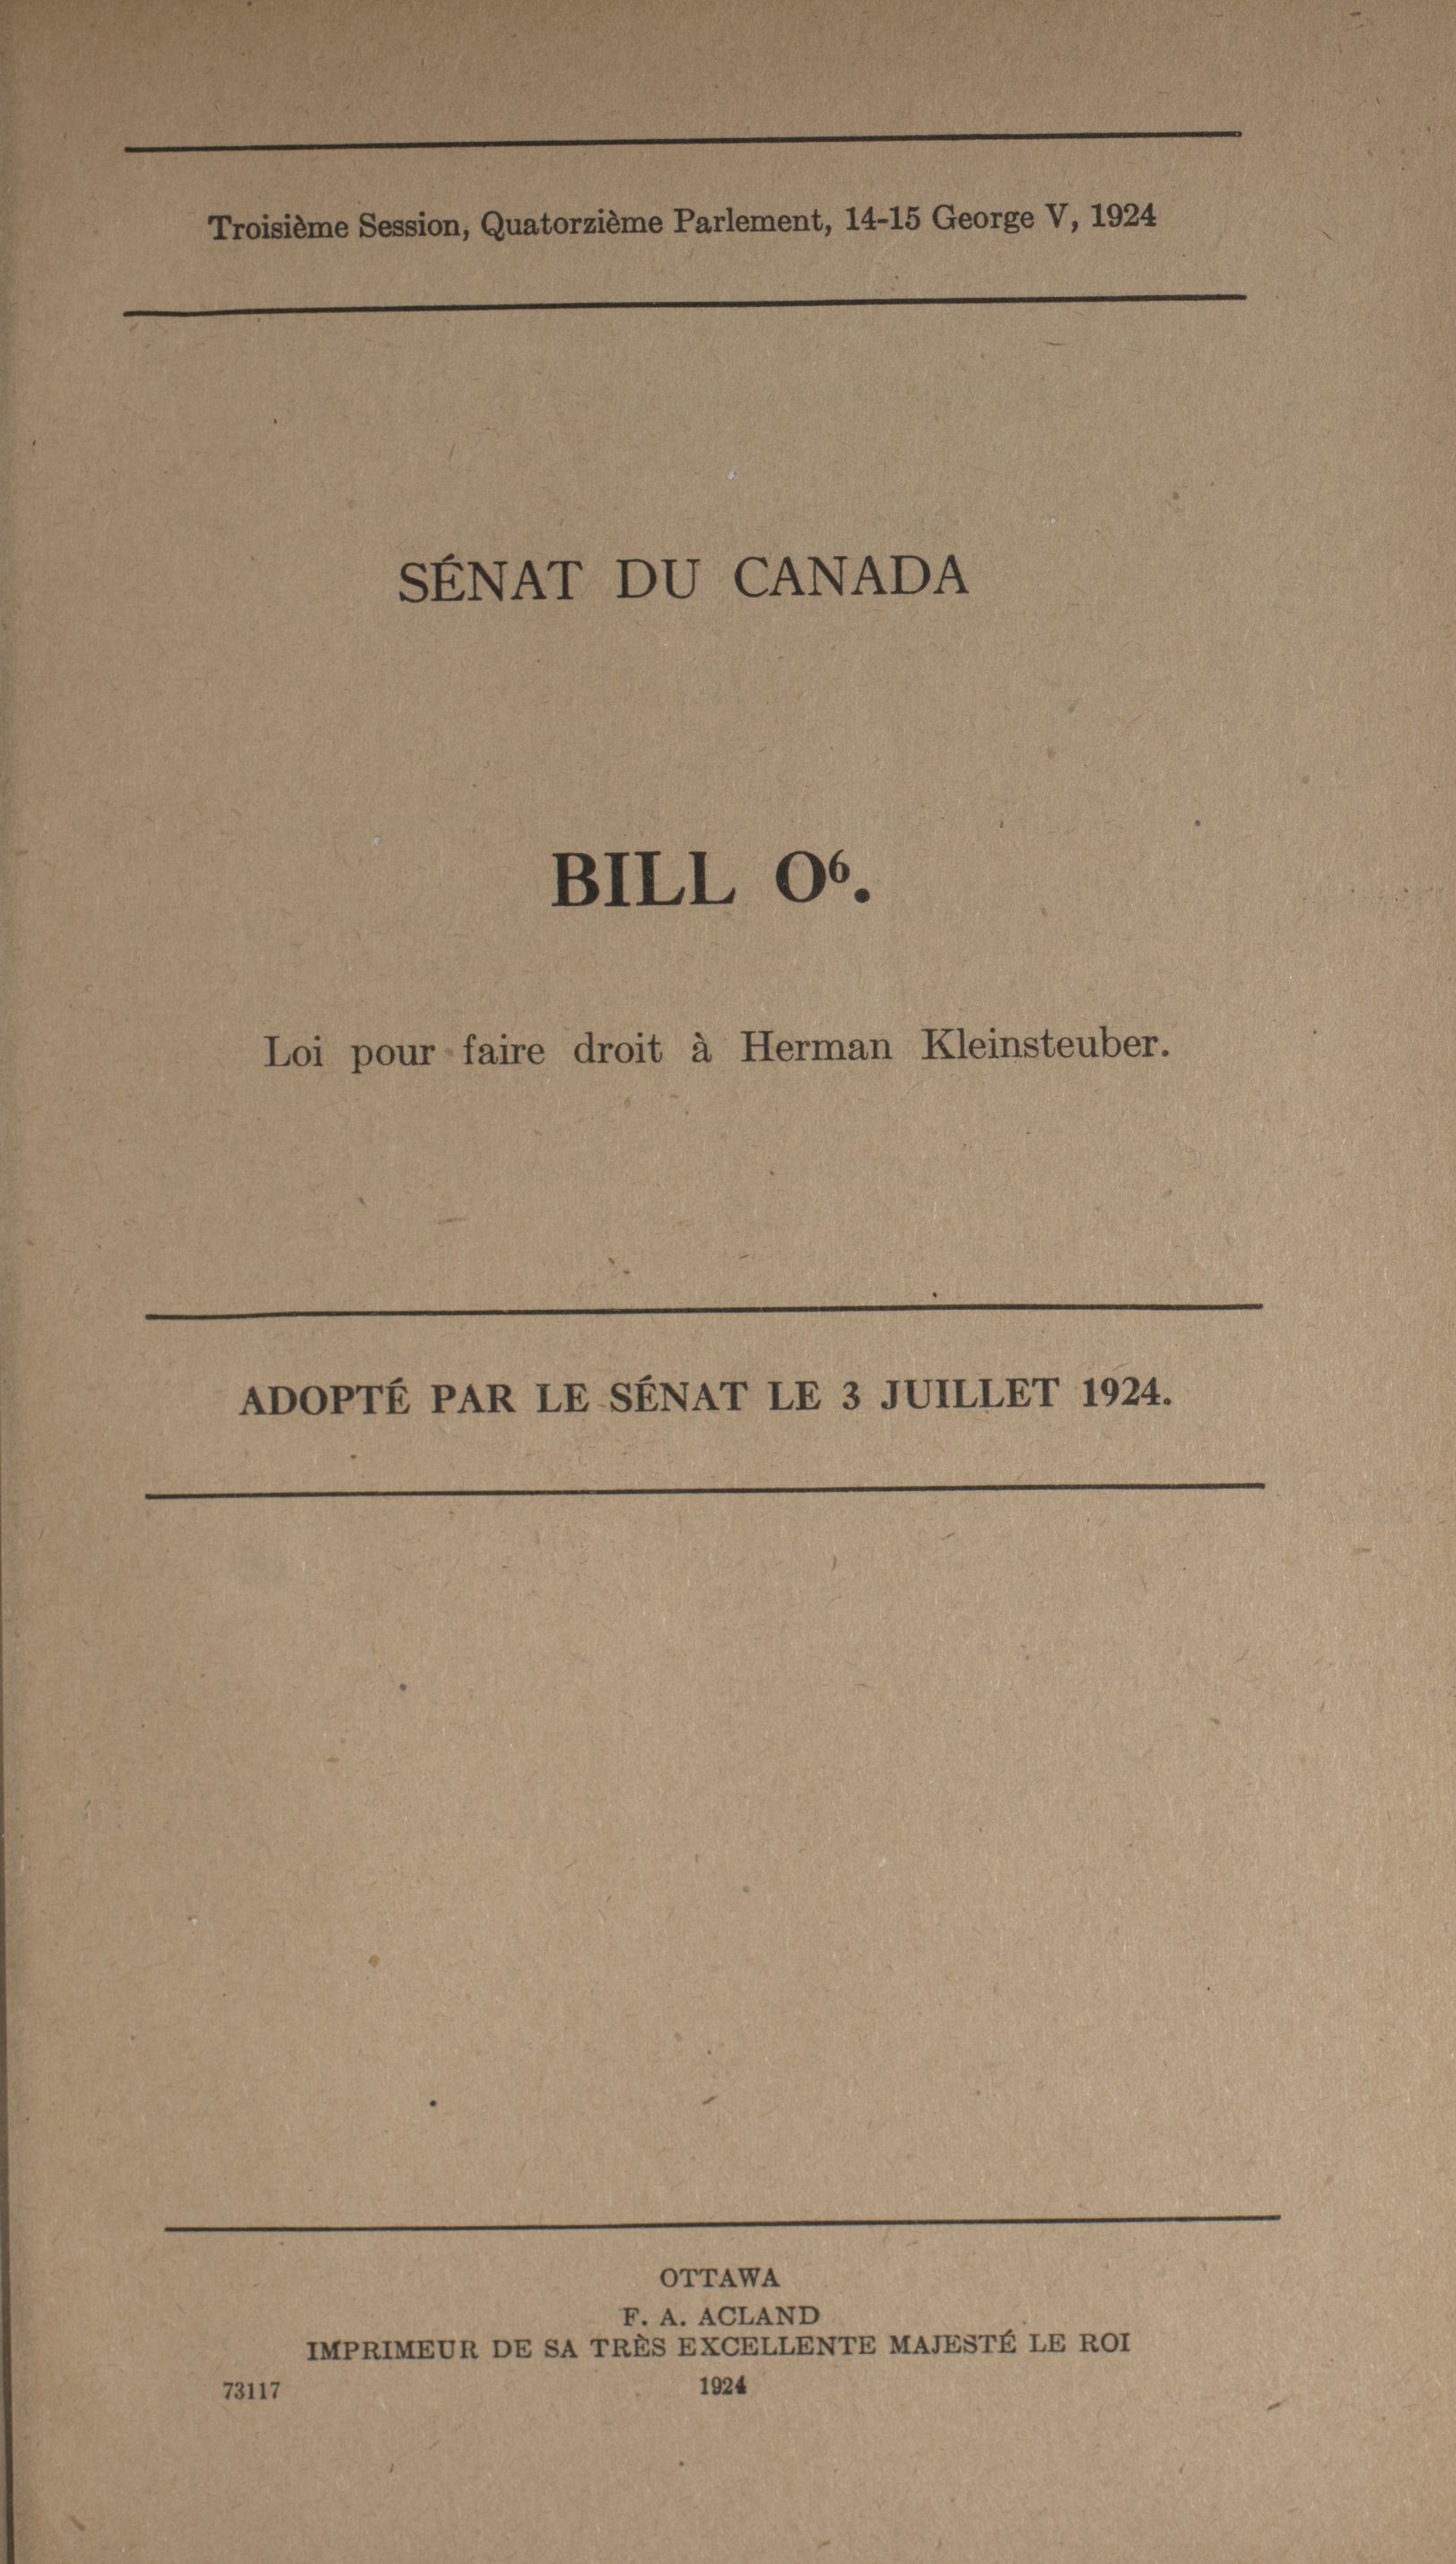 Troisième Session, Quatorzième Parlement, 14-15 George V, 1924
SÉNAT DU CANADA
BILL O⁶.
Loi pour faire droit à Herman Kleinsteuber.
ADOPTÉ PAR LE SÉNAT LE 3 JUILLET 1924.
OTTAWA
F. A. ACLAND
IMPRIMEUR DE SA TRÈS EXCELLENTE MAJESTÉ LE ROI
73117 1924